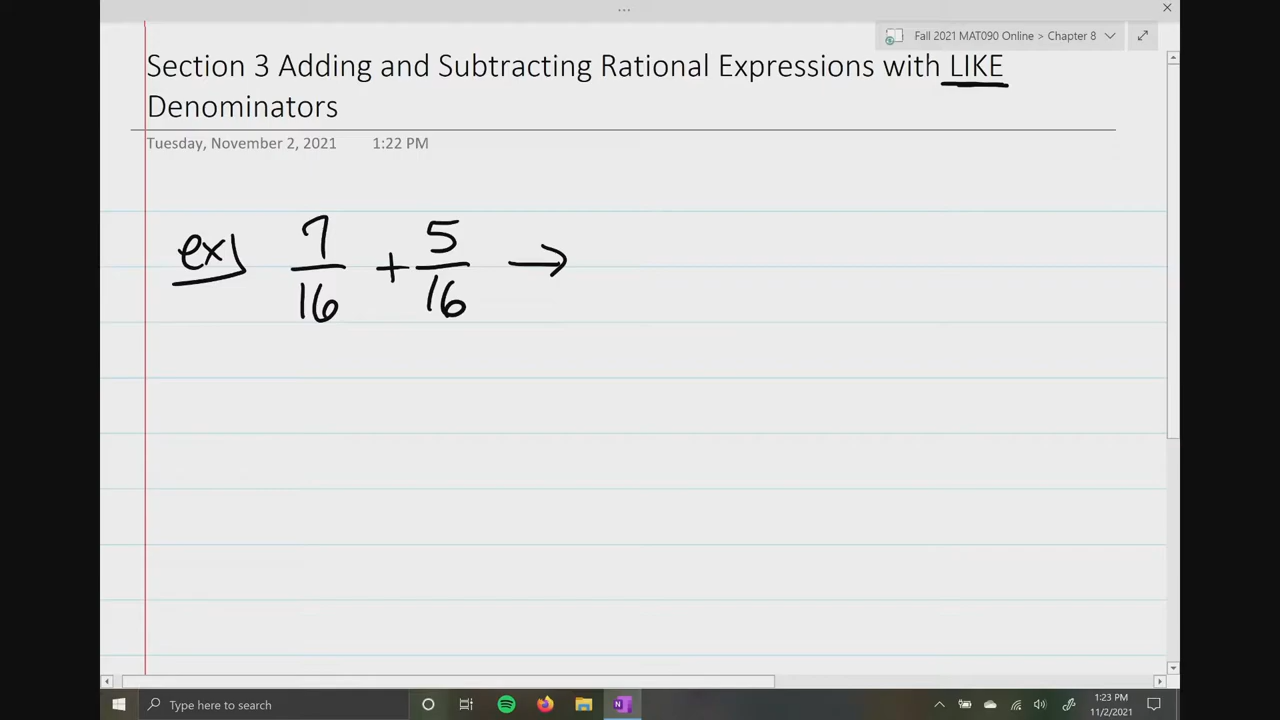 ...
Fall 2021 MAT090 Online > Chapter 8
Section 3 Adding and Subtracting Rational Expressions with LIKE
Denominators
Tuesday, November 2, 2021 1:22 PM
ex) 7/16 + 5/16 →
Type here to search
N
1:23 PM
11/2/2021